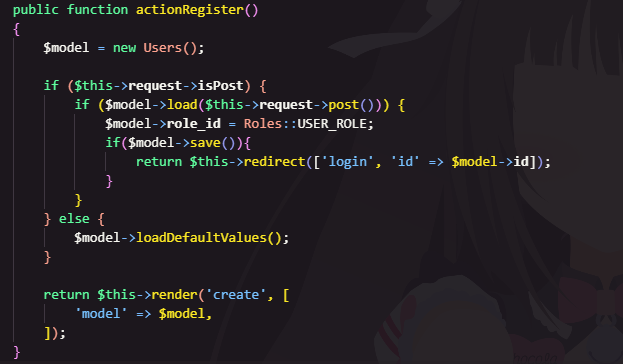 public function actionRegister()
{
    $model = new Users();

    if ($this->request->isPost) {
        if ($model->load($this->request->post())) {
            $model->role_id = Roles::USER_ROLE;
            if($model->save()){
                return $this->redirect(['login', 'id' => $model->id]);
            }
        }
    } else {
        $model->loadDefaultValues();
    }

    return $this->render('create', [
        'model' => $model,
    ]);
}